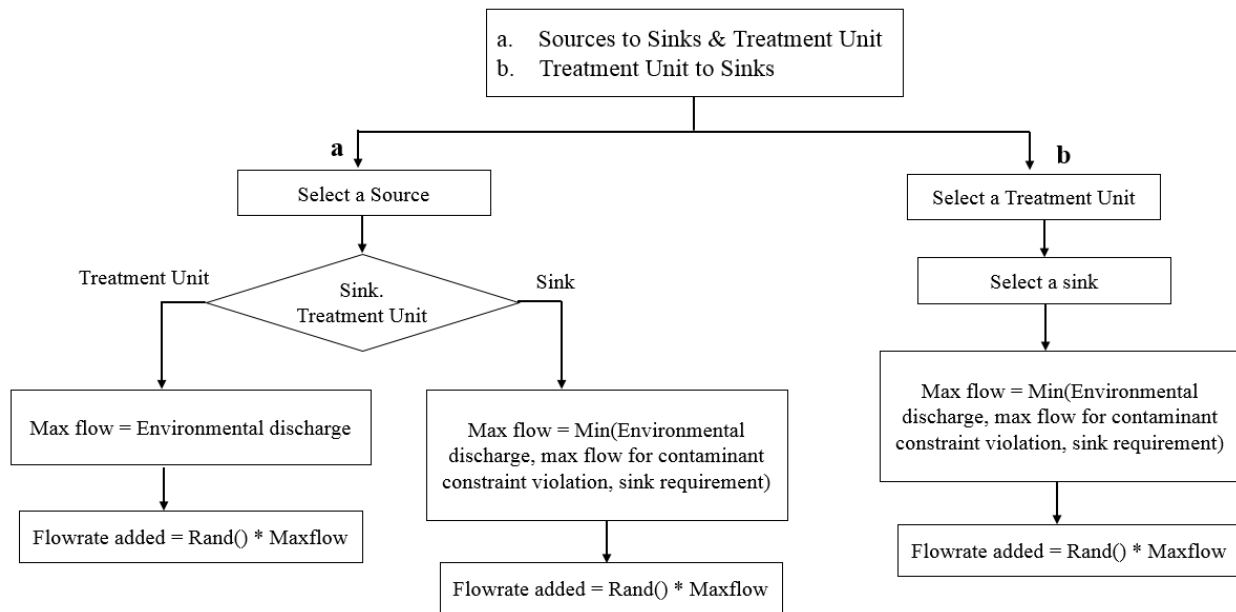 a. Sources to Sinks & Treatment Unit
b. Treatment Unit to Sinks
a
b
Select a Source
Select a Treatment Unit
Treatment Unit
Sink.
Treatment Unit
Sink
Select a sink
Max flow = Environmental discharge
Max flow = Min(Environmental
discharge, max flow for contaminant
constraint violation, sink requirement)
Max flow = Min(Environmental
discharge, max flow for contaminant
constraint violation, sink requirement)
Flowrate added = Rand() * Maxflow
Flowrate added = Rand() * Maxflow
Flowrate added = Rand() * Maxflow